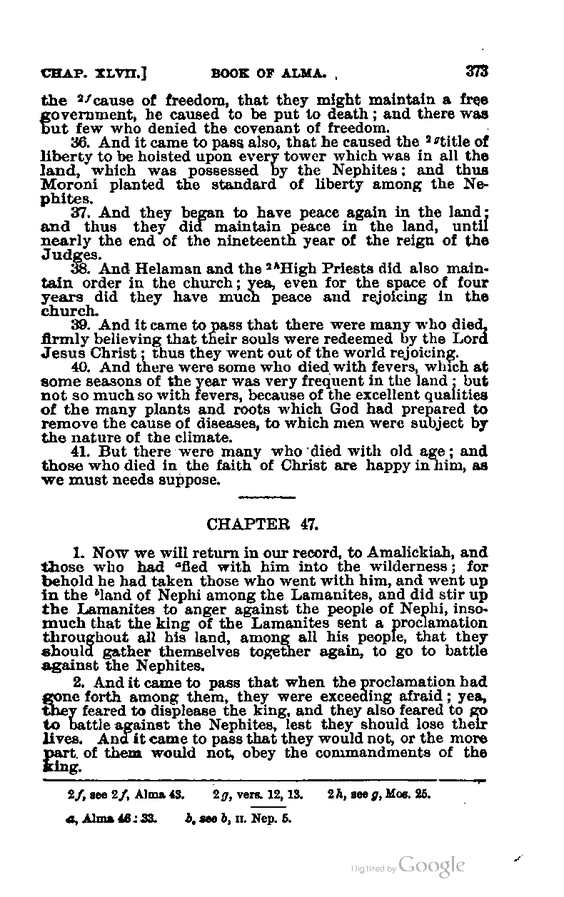 CHAP. XLVII.] BOOK OF ALMA. 373
the 2f cause of freedom, that they might maintain a free
government, he caused to be put to death; and there was
but few who denied the covenant of freedom.
36. And it came to pass also, that he caused the 2g title of
liberty to be hoisted upon every tower which was in all the
land, which was possessed by the Nephites; and thus
Moroni planted the standard of liberty among the Ne-
phites.
37. And they began to have peace again in the land;
and thus they did maintain peace in the land, until
nearly the end of the nineteenth year of the reign of the
Judges.
38. And Helaman and the 2h High Priests did also main-
tain order in the church; yea, even for the space of four
years did they have much peace and rejoicing in the
church.
39. And it came to pass that there were many who died,
firmly believing that their souls were redeemed by the Lord
Jesus Christ; thus they went out of the world rejoicing.
40. And there were some who died with fevers, which at
some seasons of the year was very frequent in the land; but
not so much so with fevers, because of the excellent qualities
of the many plants and roots which God had prepared to
remove the cause of diseases, to which men were subject by
the nature of the climate.
41. But there were many who died with old age; and
those who died in the faith of Christ are happy in him, as
we must needs suppose.
CHAPTER 47.
1. Now we will return in our record, to Amalickiah, and
those who had a fled with him into the wilderness; for
behold he had taken those who went with him, and went up
in the b land of Nephi among the Lamanites, and did stir up
the Lamanites to anger against the people of Nephi, inso-
much that the king of the Lamanites sent a proclamation
throughout all his land, among all his people, that they
should gather themselves together again, to go to battle
against the Nephites.
2. And it came to pass that when the proclamation had
gone forth among them, they were exceeding afraid; yea,
they feared to displease the king, and they also feared to go
to battle against the Nephites, lest they should lose their
lives. And it came to pass that they would not, or the more
part of them would not, obey the commandments of the
king.
2f, see 2f, Alma 43. 2g, vers. 12, 13. 2h, see g, Mos. 25.
a, Alma 46:33. b, see b, II. Nep. 5.
Digitized by Google